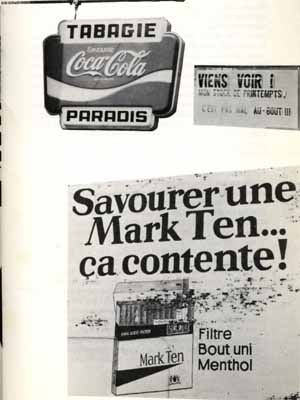 TABAGIE
Savourez
Coca-Cola
PARADIS
VIENS VOIR !
MON STOCK DE PRINTEMPS!
C'EST PAS MAL AU-BOUT !!!
Savourer une
Mark Ten...
ça contente!
Mark Ten
Filtre
Bout uni
Menthol